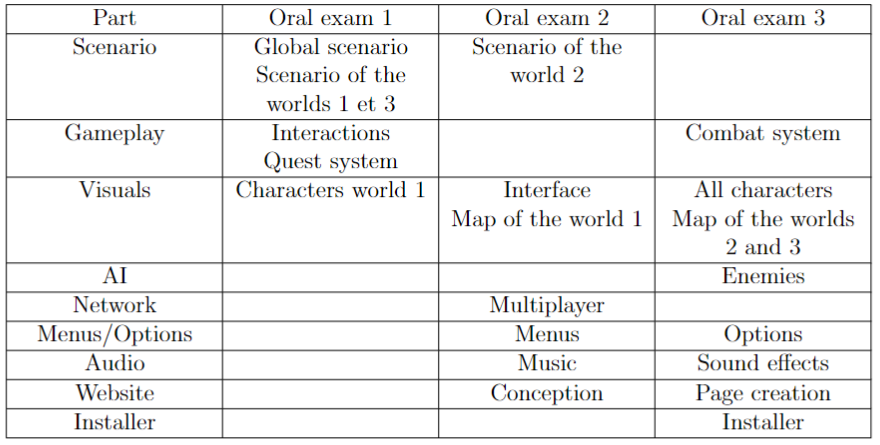 Part Oral exam 1 Oral exam 2 Oral exam 3
Scenario Global scenario Scenario of the
Scenario of the world 2
worlds 1 et 3
Gameplay Interactions Combat system
Quest system
Visuals Characters world 1 Interface All characters
Map of the world 1 Map of the worlds
2 and 3
AI Enemies
Network Multiplayer
Menus/Options Menus Options
Audio Music Sound effects
Website Conception Page creation
Installer Installer